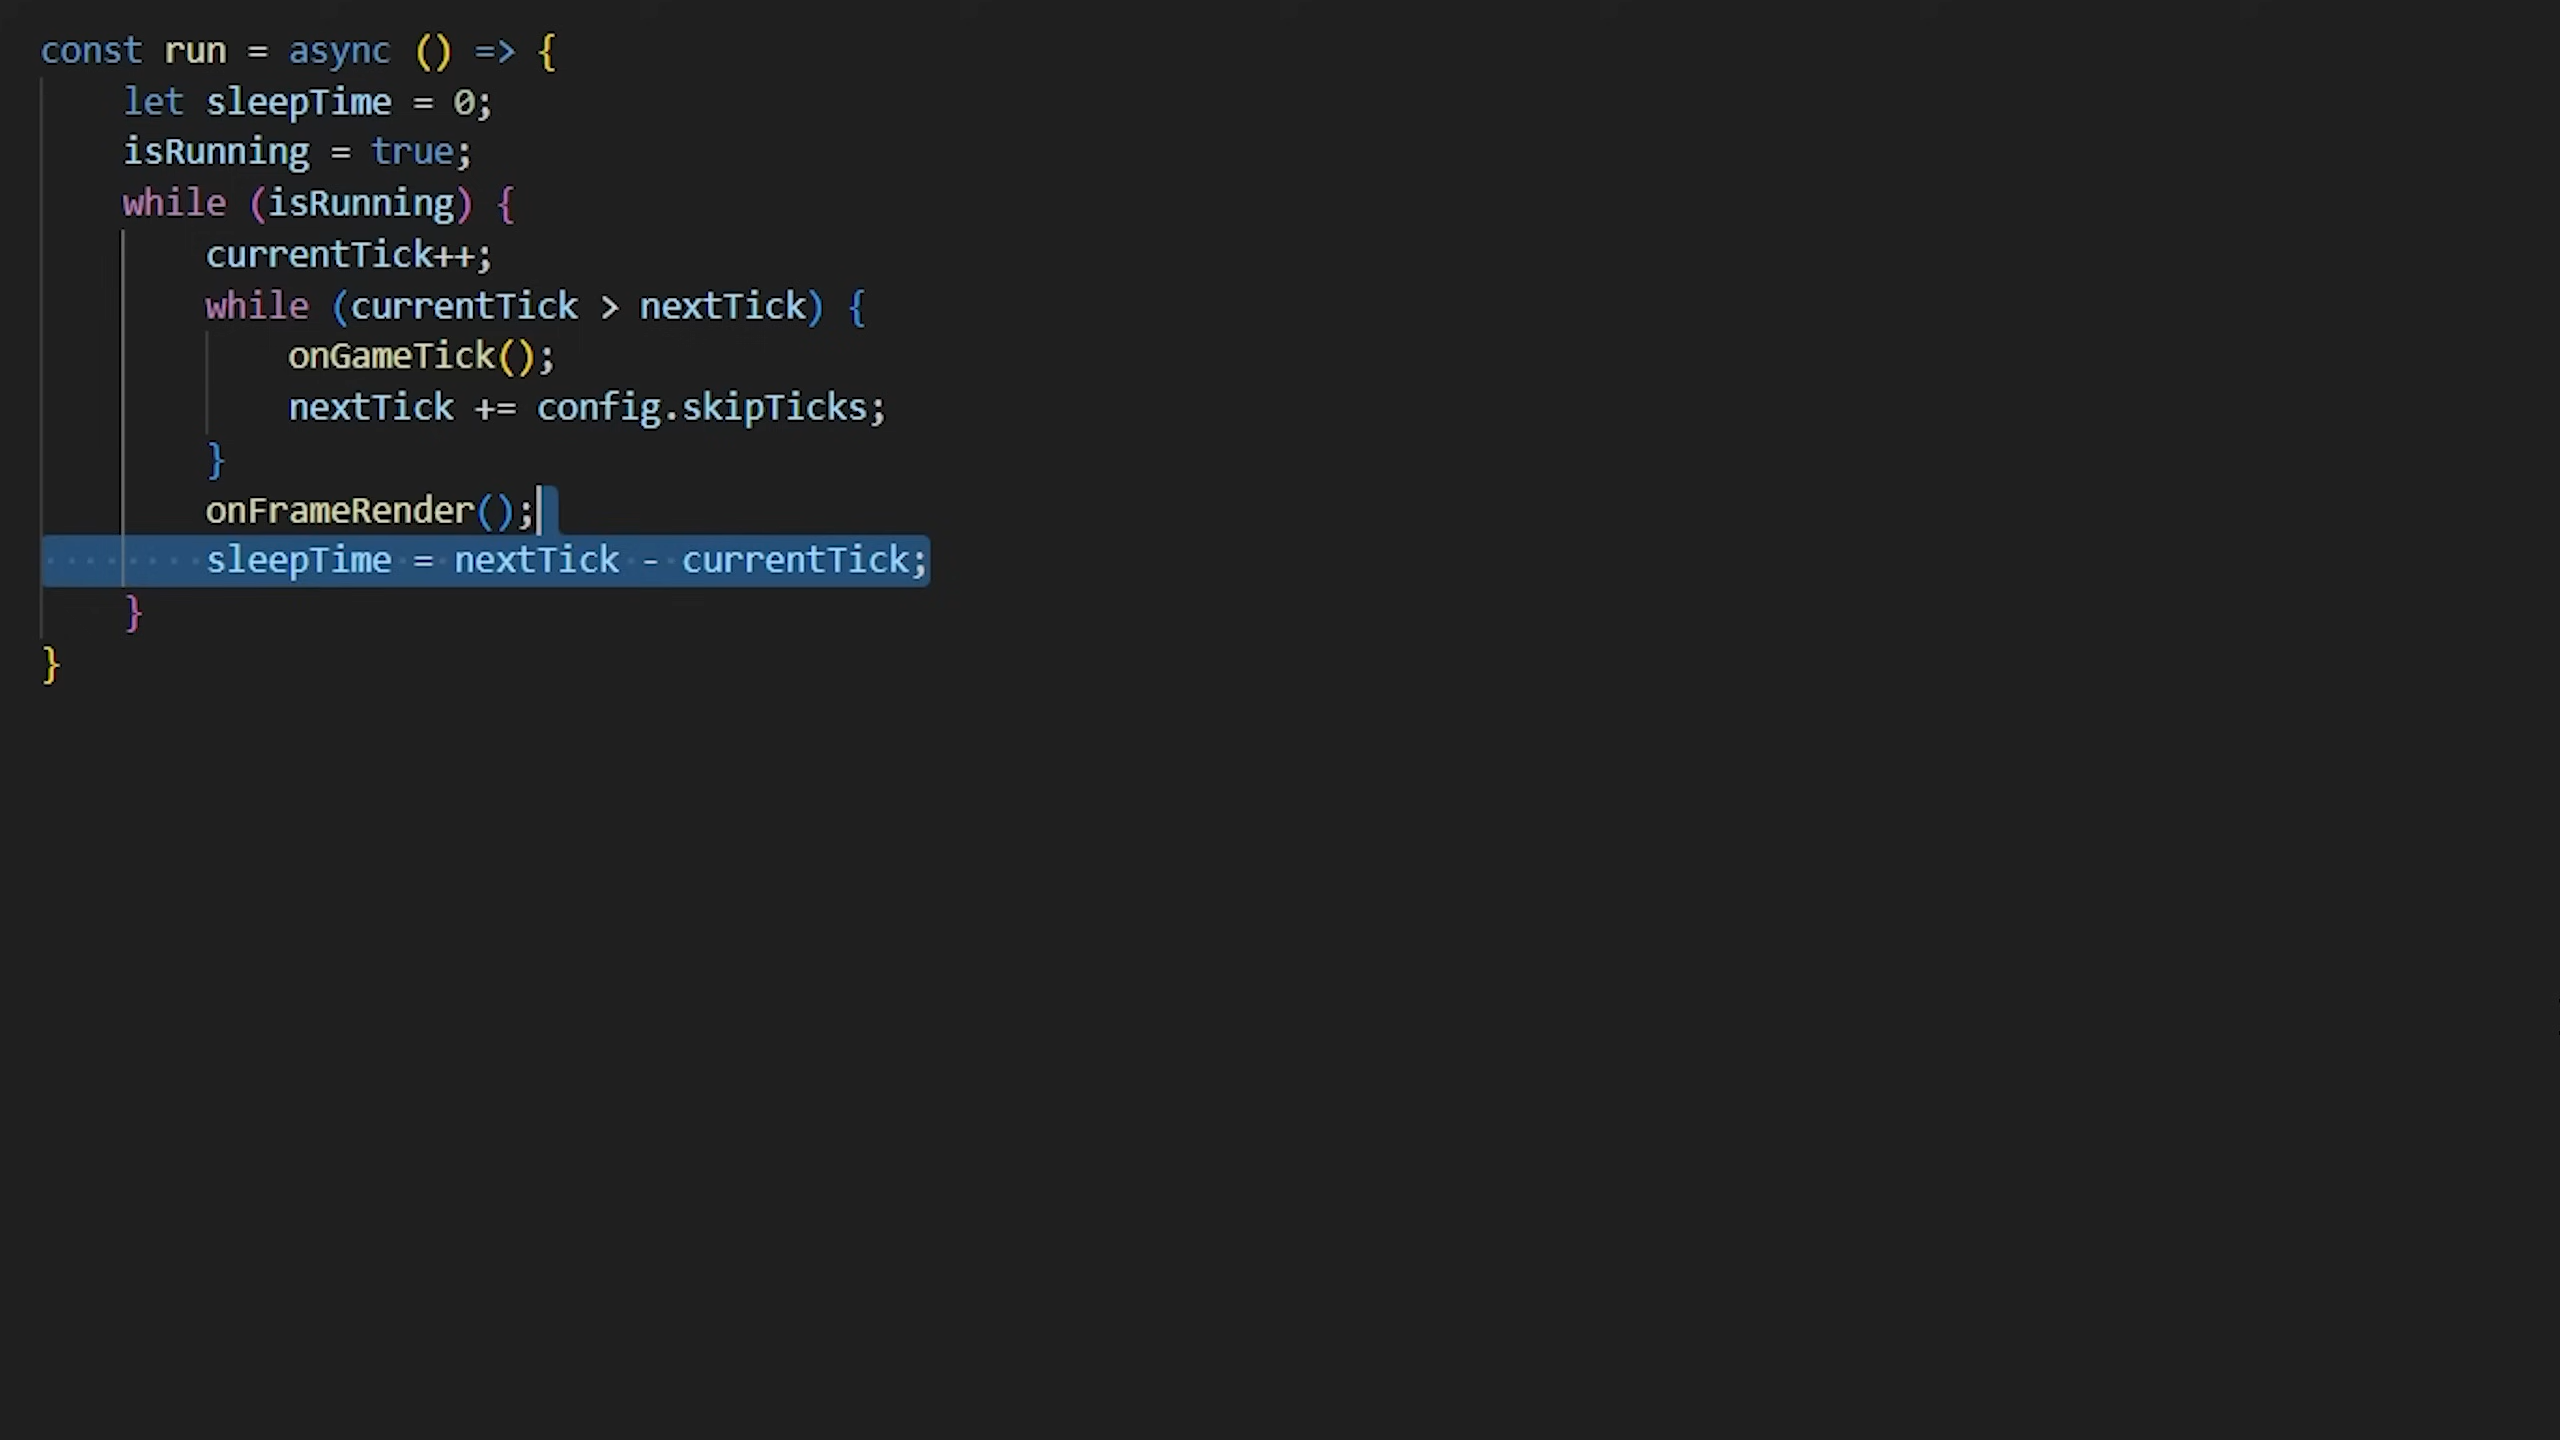 const run = async () => {
    let sleepTime = 0;
    isRunning = true;
    while (isRunning) {
        currentTick++;
        while (currentTick > nextTick) {
            onGameTick();
            nextTick += config.skipTicks;
        }
        onFrameRender();
        sleepTime = nextTick - currentTick;
    }
}